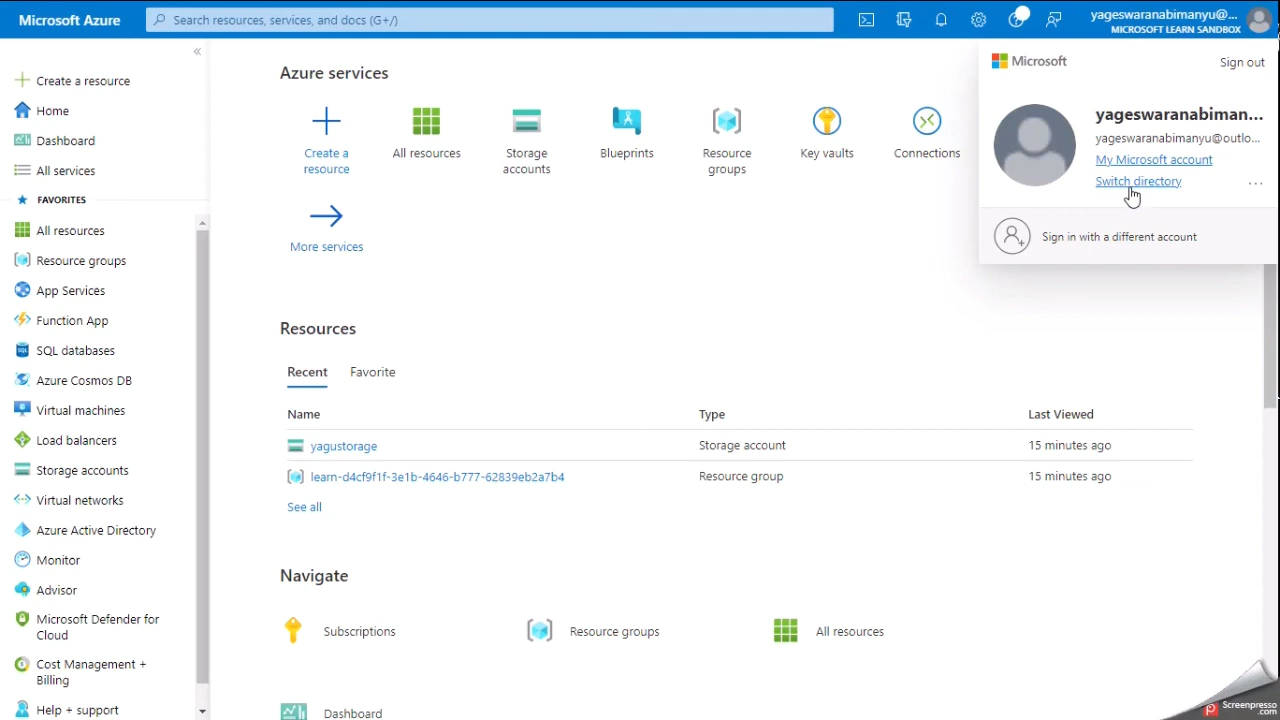 Microsoft Azure
Search resources, services, and docs (G+/)
yageswaranabimanyu@...
MICROSOFT LEARN SANDBOX
«
Create a resource
Home
Dashboard
All services
FAVORITES
All resources
Resource groups
App Services
Function App
SQL databases
Azure Cosmos DB
Virtual machines
Load balancers
Storage accounts
Virtual networks
Azure Active Directory
Monitor
Advisor
Microsoft Defender for
Cloud
Cost Management +
Billing
Help + support
Azure services
Create a
resource
All resources
Storage
accounts
Blueprints
Resource
groups
Key vaults
Connections
More services
Microsoft
Sign out
yageswaranabiman...
yageswaranabimanyu@outlo...
My Microsoft account
Switch directory
...
Sign in with a different account
Resources
Recent
Favorite
Name
Type
Last Viewed
yagustorage
Storage account
15 minutes ago
learn-d4cf9f1f-3e1b-4646-b777-62839eb2a7b4
Resource group
15 minutes ago
See all
Navigate
Subscriptions
Resource groups
All resources
Dashboard
Screenpresso
.com